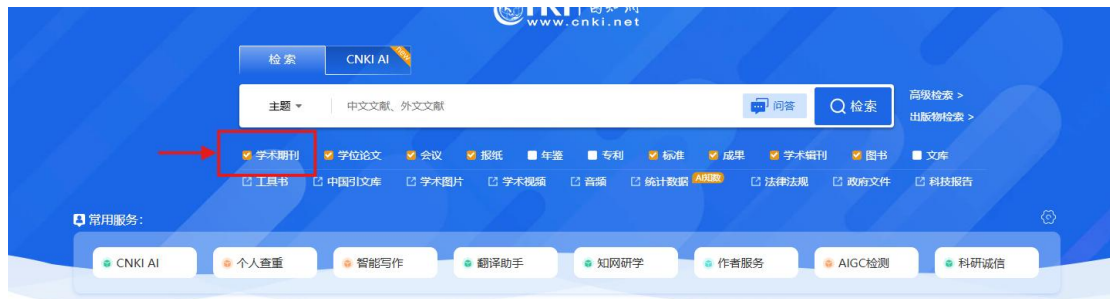 www.cnki.net
检索 CNKI AI new
主题 中文文献、外文文献 问答 检索 高级检索 >
出版物检索 >
学术期刊 学位论文 会议 报纸 年鉴 专利 标准 成果 学术辑刊 图书 文库
工具书 中国引文库 学术图片 学术视频 音频 统计数据 法律法规 政府文件 科技报告
常用服务:
CNKI AI 个人查重 智能写作 翻译助手 知网研学 作者服务 AIGC检测 科研诚信